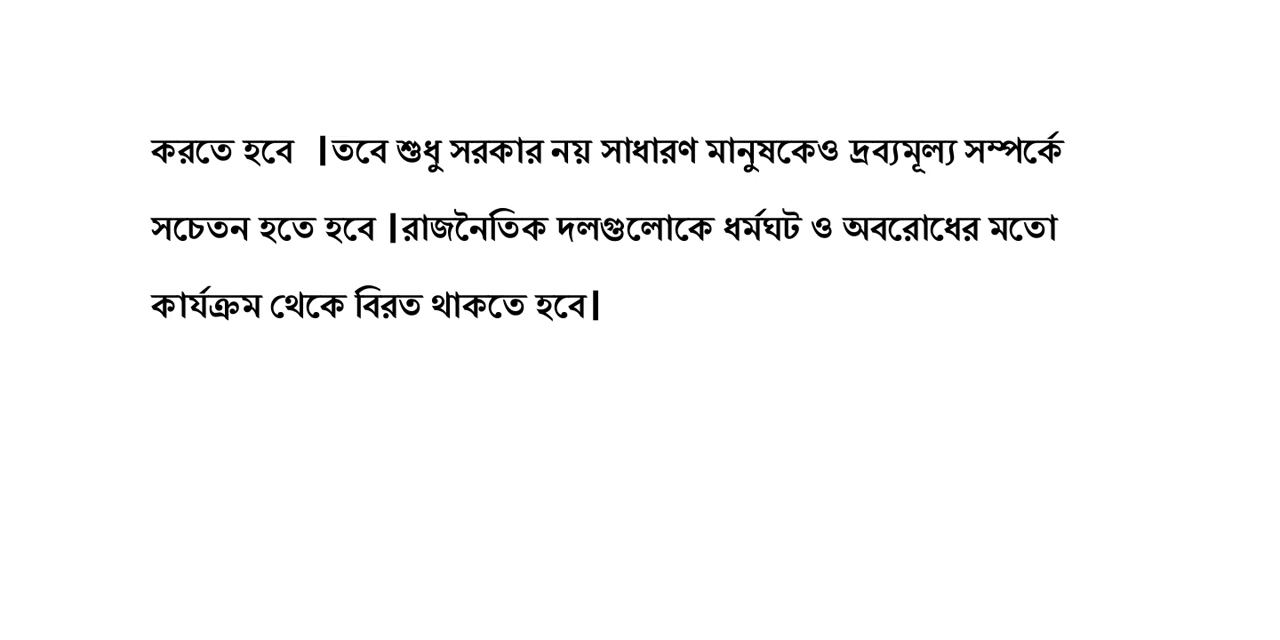 করতে হবে ।তবে শুধু সরকার নয় সাধারণ মানুষকেও দ্রব্যমূল্য সম্পর্কে
সচেতন হতে হবে ।রাজনৈতিক দলগুলোকে ধর্মঘট ও অবরোধের মতো
কার্যক্রম থেকে বিরত থাকতে হবে।